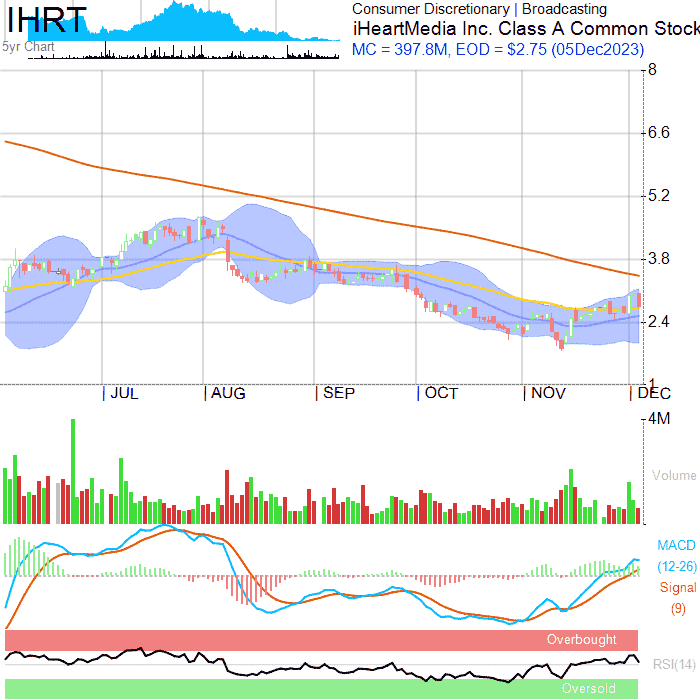 IHRT
5yr Chart
Consumer Discretionary | Broadcasting
iHeartMedia Inc. Class A Common Stock
MC = 397.8M, EOD = $2.75 (05Dec2023)
8
6.6
5.2
3.8
2.4
1
JUL AUG SEP OCT NOV DEC
4M
Volume
MACD
(12-26)
Signal
(9)
Overbought
RSI(14)
Oversold